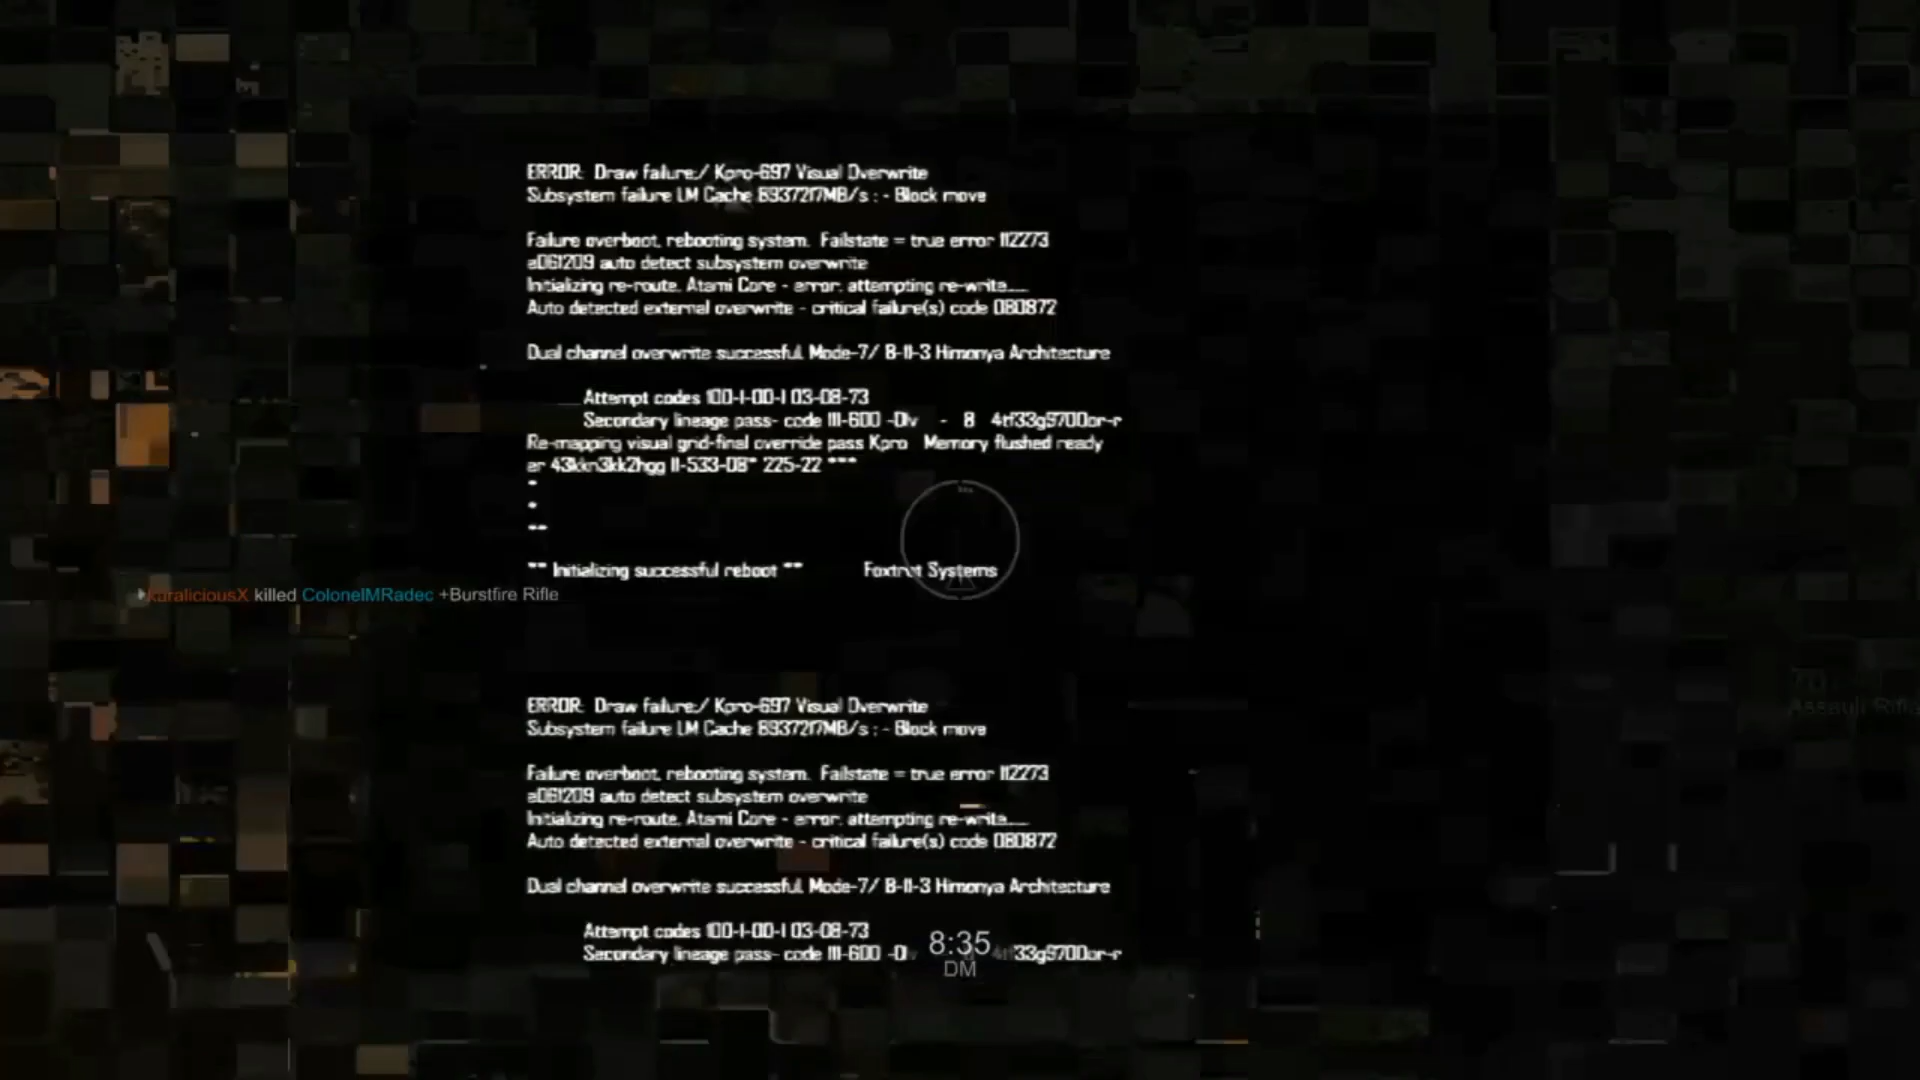 ERROR: Draw failure:/ Kpro-697 Visual Overwrite
Subsystem failure LM Cache 8937217MB/s : - Block move
Failure overboot, rebooting system. Failstate = true error 112273
a061209 auto detect subsystem overwrite
Initializing re-route. Atami Core - error: attempting re-write.....
Auto detected external overwrite - critical failure(s) code 080872
Dual channel overwrite successful. Mode-7/ B-11-3 Himonya Architecture
Attempt codes 100-1-00-1 03-08-73
Secondary lineage pass- code 111-600 -Div - 8 4tf33g9700or-r
Re-mapping visual grid-final override pass Kpro Memory flushed ready
er 43kkn3kk2hgg 11-533-08* 225-22 ***
*
*
**
** Initializing successful reboot ** Foxtrot Systems
KuraliciousX killed ColonelMRadec +Burstfire Rifle
ERROR: Draw failure:/ Kpro-697 Visual Overwrite
Subsystem failure LM Cache 8937217MB/s : - Block move
Assault Rifle
Failure overboot, rebooting system. Failstate = true error 112273
a061209 auto detect subsystem overwrite
Initializing re-route. Atami Core - error: attempting re-write.....
Auto detected external overwrite - critical failure(s) code 080872
Dual channel overwrite successful. Mode-7/ B-11-3 Himonya Architecture
Attempt codes 100-1-00-1 03-08-73
Secondary lineage pass- code 111-600 -Div 4tf33g9700or-r
8:35
DM